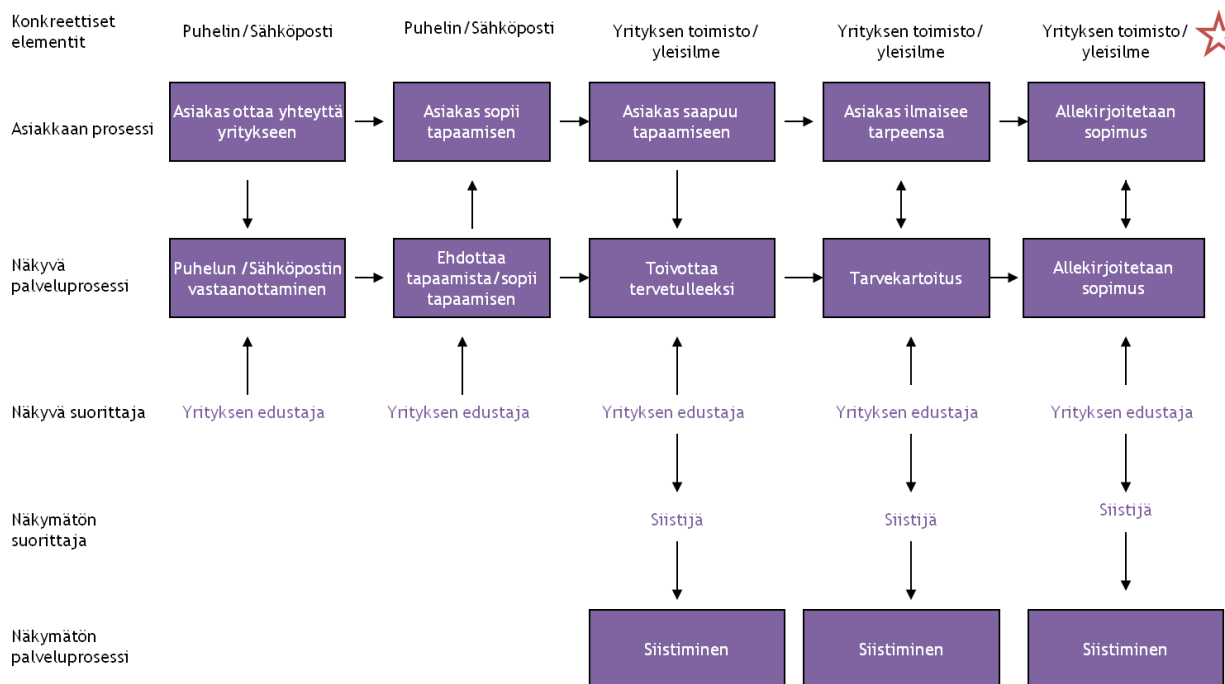 Konkreettiset
elementit
Puhelin/Sähköposti
Puhelin/Sähköposti
Yrityksen toimisto/
yleisilme
Yrityksen toimisto/
yleisilme
Yrityksen toimisto/
yleisilme
Asiakkaan prosessi
Asiakas ottaa yhteyttä
yritykseen
Asiakas sopii
tapaamisen
Asiakas saapuu
tapaamiseen
Asiakas ilmaisee
tarpeensa
Allekirjoitetaan
sopimus
Näkyvä
palveluprosessi
Puhelun /Sähköpostin
vastaanottaminen
Ehdottaa
tapaamista/sopii
tapaamisen
Toivottaa
tervetulleeksi
Tarvekartoitus
Allekirjoitetaan
sopimus
Näkyvä suorittaja
Yrityksen edustaja
Yrityksen edustaja
Yrityksen edustaja
Yrityksen edustaja
Yrityksen edustaja
Näkymätön
suorittaja
Siistijä
Siistijä
Siistijä
Näkymätön
palveluprosessi
Siistiminen
Siistiminen
Siistiminen